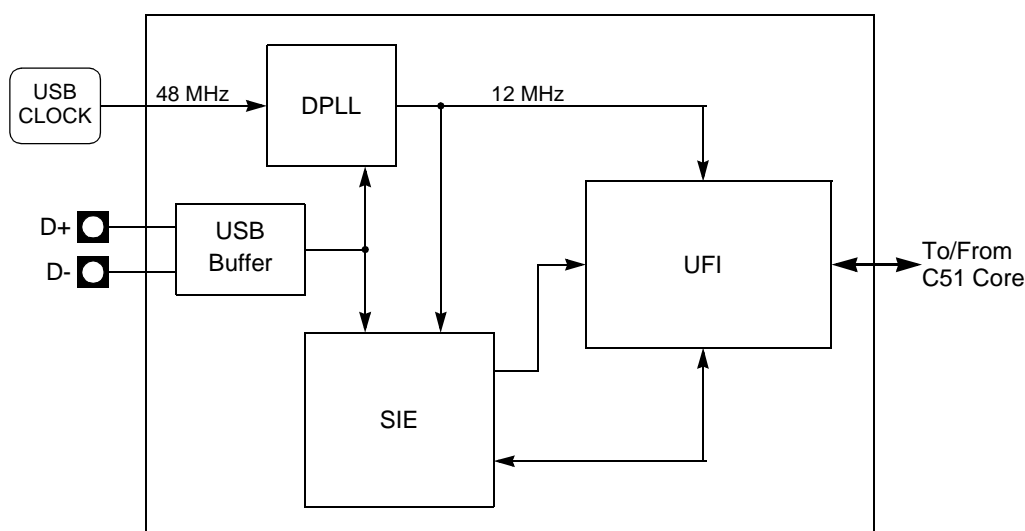 USB
CLOCK
48 MHz
DPLL
12 MHz
D+
D-
USB
Buffer
UFI
To/From
C51 Core
SIE